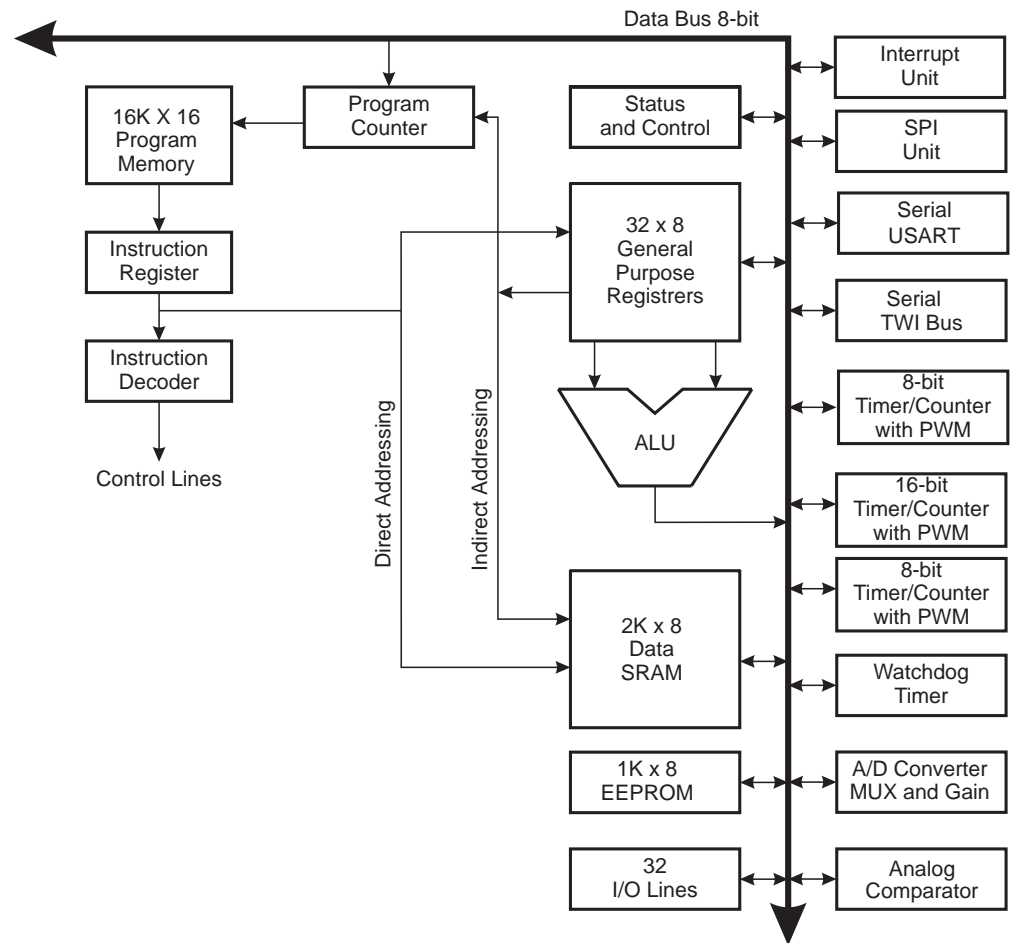 Data Bus 8-bit
16K X 16
Program
Memory
Program
Counter
Status
and Control
Interrupt
Unit
SPI
Unit
Instruction
Register
32 x 8
General
Purpose
Registrers
Serial
USART
Serial
TWI Bus
Instruction
Decoder
Control Lines
Direct Addressing
Indirect Addressing
ALU
8-bit
Timer/Counter
with PWM
16-bit
Timer/Counter
with PWM
8-bit
Timer/Counter
with PWM
2K x 8
Data
SRAM
Watchdog
Timer
1K x 8
EEPROM
A/D Converter
MUX and Gain
32
I/O Lines
Analog
Comparator